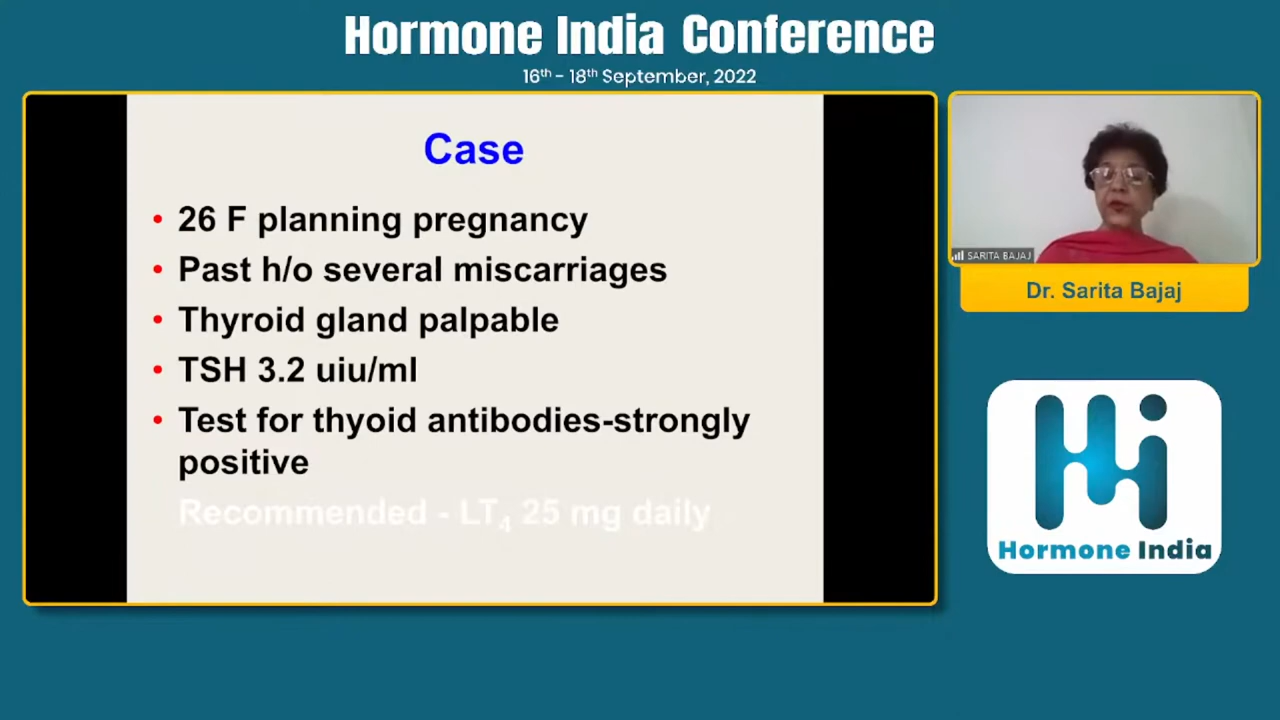 Hormone India Conference
16th - 18th September, 2022
Case
• 26 F planning pregnancy
• Past h/o several miscarriages
• Thyroid gland palpable
• TSH 3.2 uiu/ml
• Test for thyoid antibodies-strongly
positive
Recommended - LT4 25 mg daily
SARITA BAJAJ
Dr. Sarita Bajaj
Hi
Hormone India